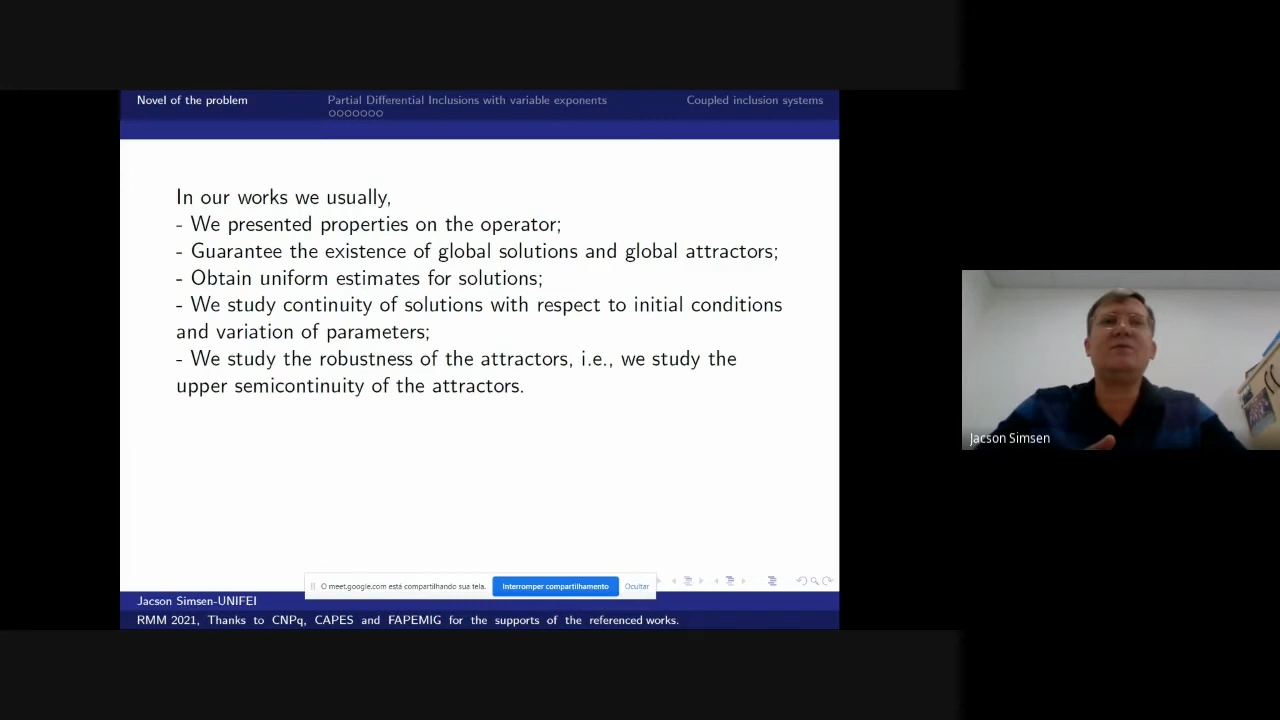 Novel of the problem
Partial Differential Inclusions with variable exponents
Coupled inclusion systems
In our works we usually,
- We presented properties on the operator;
- Guarantee the existence of global solutions and global attractors;
- Obtain uniform estimates for solutions;
- We study continuity of solutions with respect to initial conditions
and variation of parameters;
- We study the robustness of the attractors, i.e., we study the
upper semicontinuity of the attractors.
Jacson Simsen
O meet.google.com está compartilhando sua tela.
Interromper compartilhamento
Ocultar
Jacson Simsen-UNIFEI
RMM 2021, Thanks to CNPq, CAPES and FAPEMIG for the supports of the referenced works.